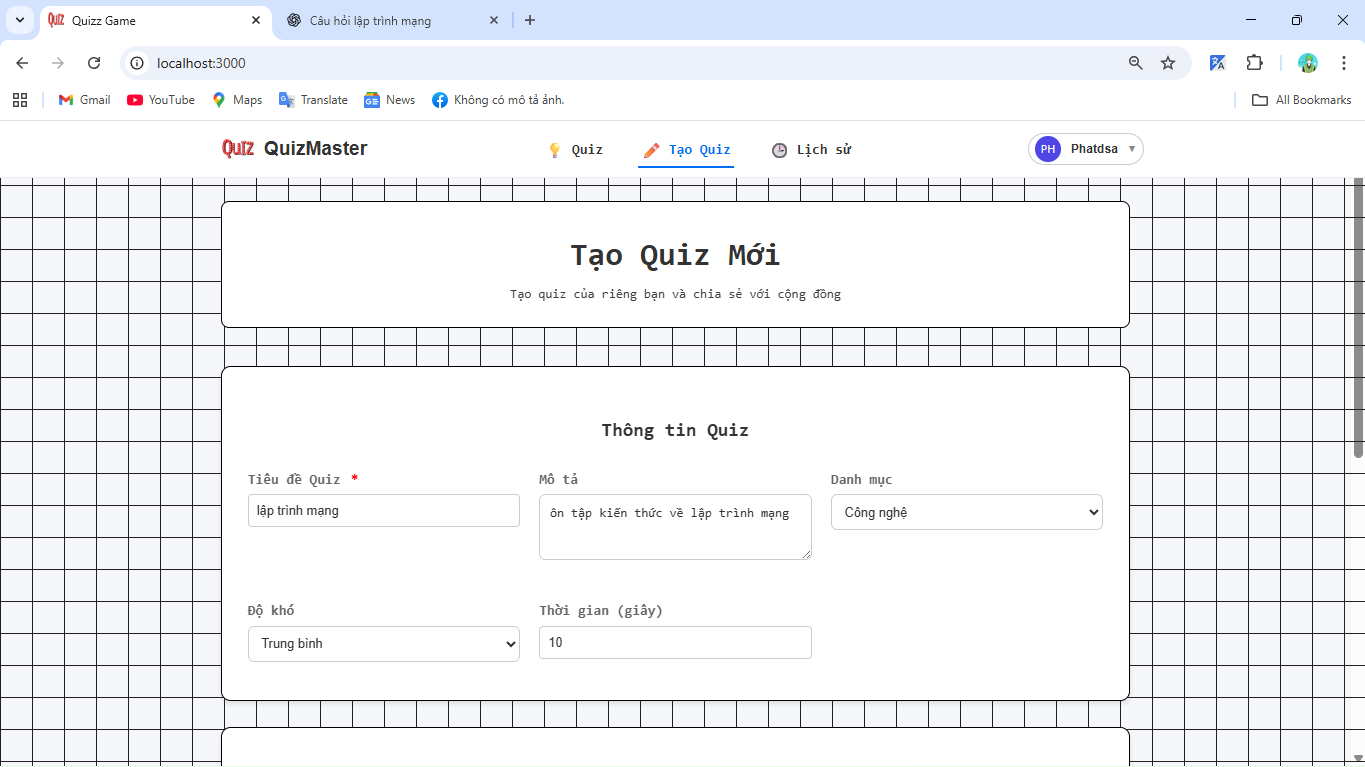 QUIZ Quizz Game
Câu hỏi lập trình mạng
localhost:3000
Gmail YouTube Maps Translate News Không có mô tả ảnh. All Bookmarks
QUIZ QuizMaster Quiz Tạo Quiz Lịch sử PH Phatdsa
Tạo Quiz Mới
Tạo quiz của riêng bạn và chia sẻ với cộng đồng
Thông tin Quiz
Tiêu đề Quiz * Mô tả Danh mục
lập trình mạng ôn tập kiến thức về lập trình mạng Công nghệ
Độ khó Thời gian (giây)
Trung bình 10